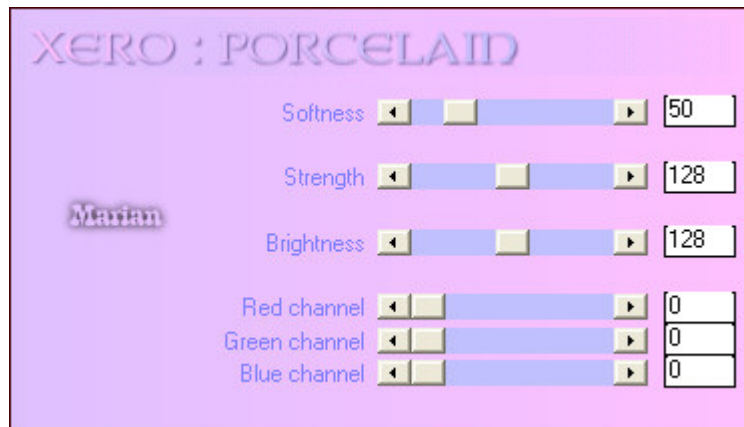 XERO : PORCELAIN
Softness 50
Strength 128
Marian
Brightness 128
Red channel 0
Green channel 0
Blue channel 0